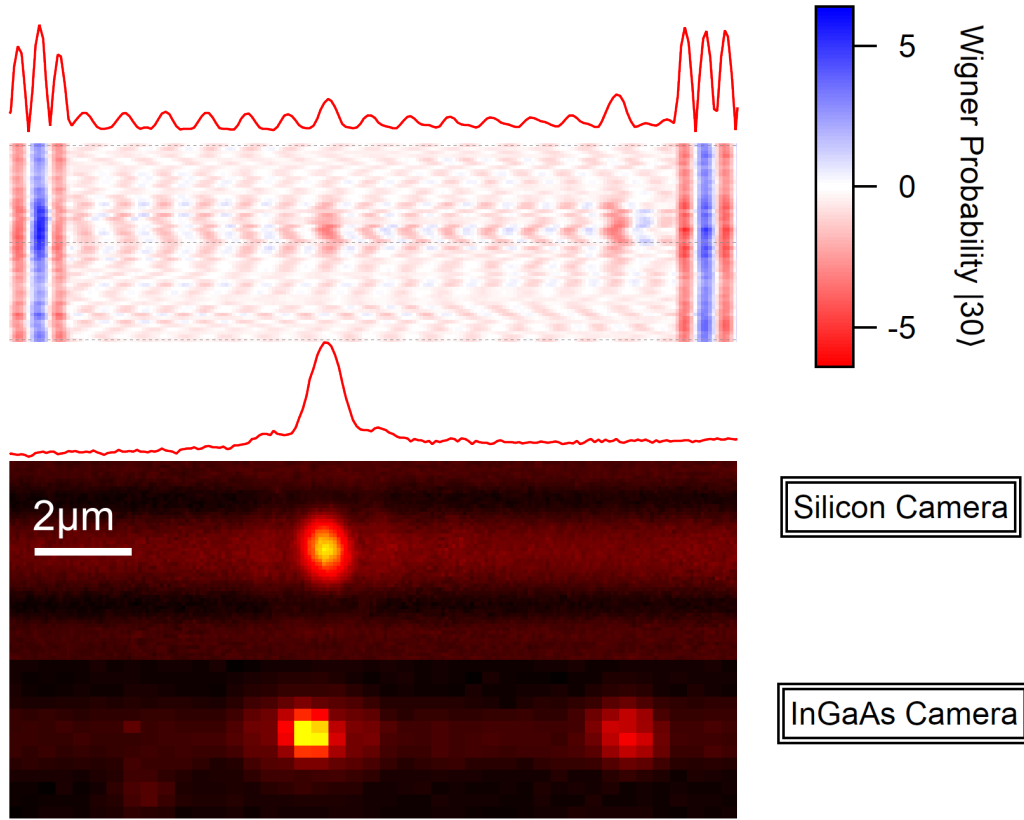 5
0
-5
Wigner Probability |30⟩
2μm
Silicon Camera
InGaAs Camera